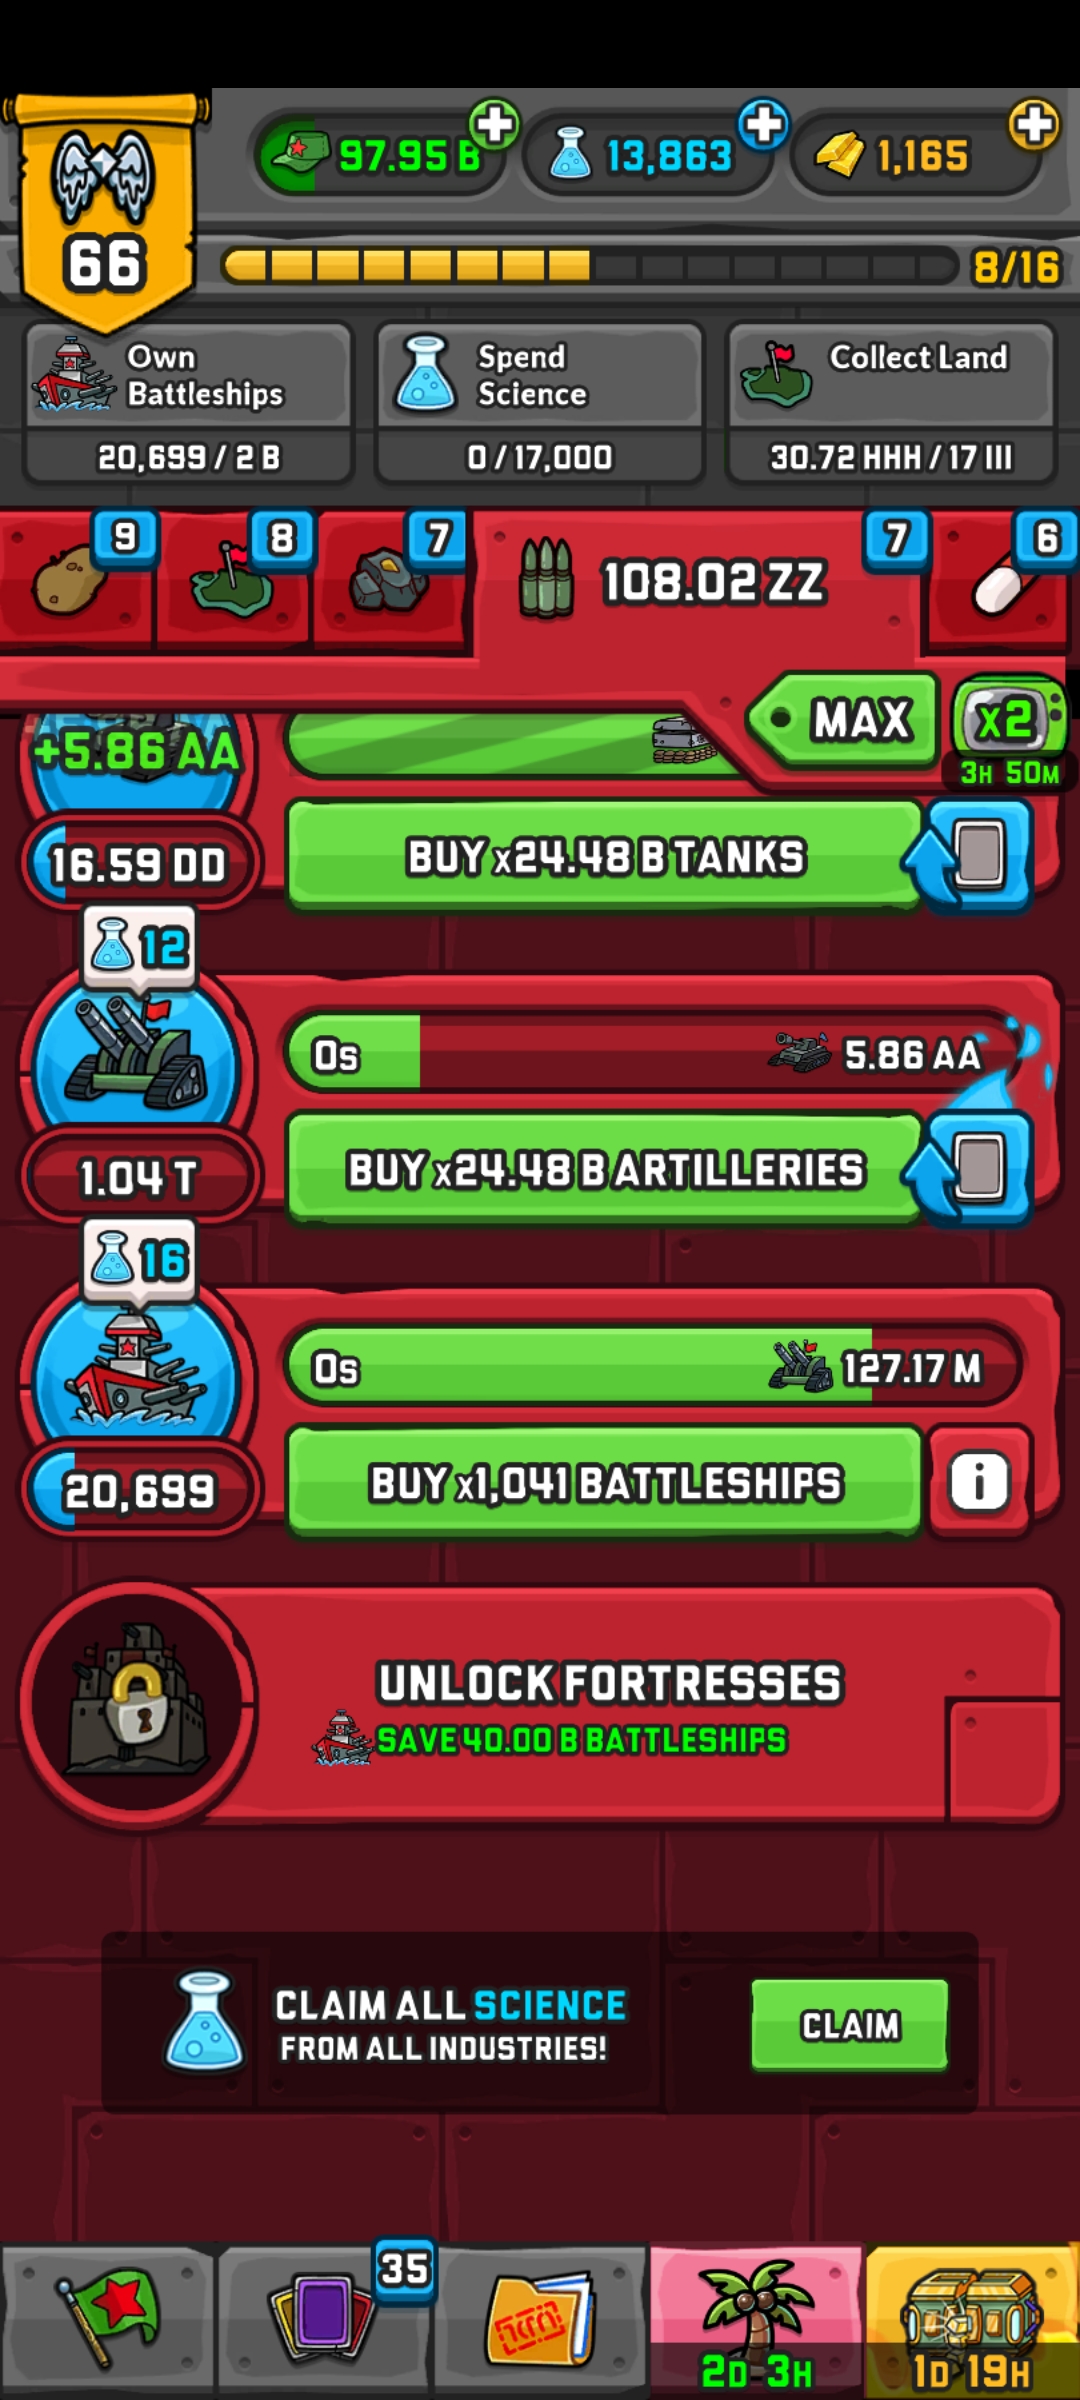 97.95 B
13,863
1,165
66
8/16
Own
Battleships
20,699 / 2 B
Spend
Science
0 / 17,000
Collect Land
30.72 HHH / 17 III
9
8
7
108.02 ZZ
7
6
MAX
x2
3H 50M
+5.86 AA
16.59 DD
BUY x24.48 B TANKS
12
0s
5.86 AA
1.04 T
BUY x24.48 B ARTILLERIES
16
0s
127.17 M
20,699
BUY x1,041 BATTLESHIPS
i
UNLOCK FORTRESSES
SAVE 40.00 B BATTLESHIPS
CLAIM ALL SCIENCE
FROM ALL INDUSTRIES!
CLAIM
35
2D 3H
1D 19H